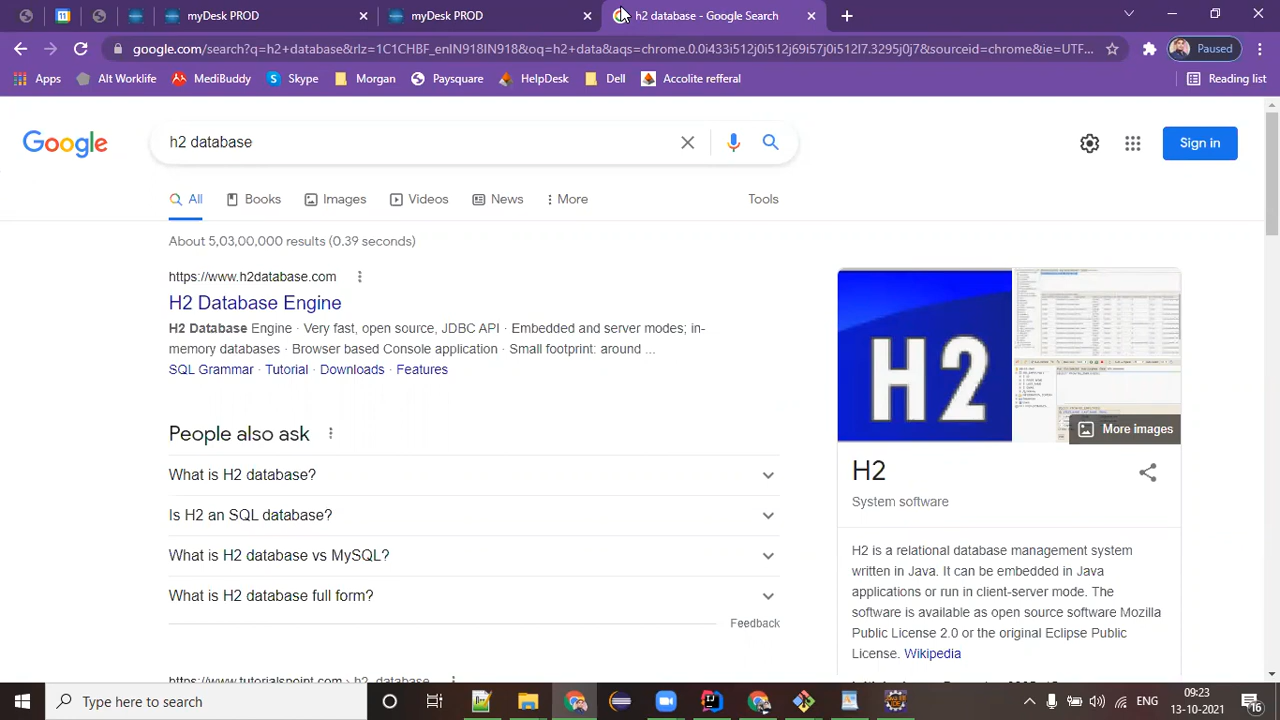 myDesk PROD
myDesk PROD
h2 database - Google Search
google.com/search?q=h2+database&rlz=1C1CHBF_enIN918N918&oq=h2+data&aqs=chrome.0.0i433i512j0i512j69i57j0i512l7.3295j0j7&sourceid=chrome&ie=UTF...
Paused
Apps
Alt Worklife
MediBuddy
Skype
Morgan
Paysquare
HelpDesk
Dell
Accolite refferal
Reading list
Google
h2 database
Sign in
All
Books
Images
Videos
News
More
Tools
About 5,03,00,000 results (0.39 seconds)
https://www.h2database.com
H2 Database Engine
H2 Database Engine JDBC API Embedded and server modes; in-
memory databases Console application Small footprint: around ...
SQL Grammar · Tutorial
People also ask
What is H2 database?
Is H2 an SQL database?
What is H2 database vs MySQL?
What is H2 database full form?
Feedback
https://www.tutorialspoint.com › h2_database
H2
More images
H2
System software
H2 is a relational database management system
written in Java. It can be embedded in Java
applications or run in client-server mode. The
software is available as open source software Mozilla
Public License 2.0 or the original Eclipse Public
License. Wikipedia
Type here to search
ENG
09:23
13-10-2021
16